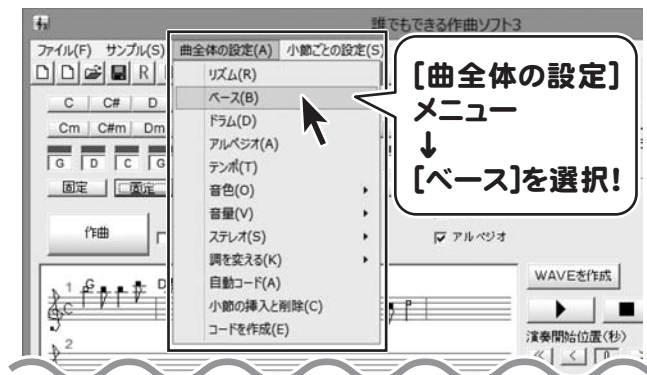 誰でもできる作曲ソフト3
ファイル(F) サンプル(S) 曲全体の設定(A) 小節ごとの設定(S)
R
C C# D
Cm C#m Dm
G D C G
固定 固定
作曲
リズム(R)
ベース(B)
ドラム(D)
アルペジオ(A)
テンポ(T)
音色(O)
音量(V)
ステレオ(S)
調を変える(K)
自動コード(A)
小節の挿入と削除(C)
コードを作成(E)
[曲全体の設定]
メニュー
↓
[ベース]を選択!
アルペジオ
WAVEを作成
演奏開始位置(秒)
<< < 0
1 G D
C
2